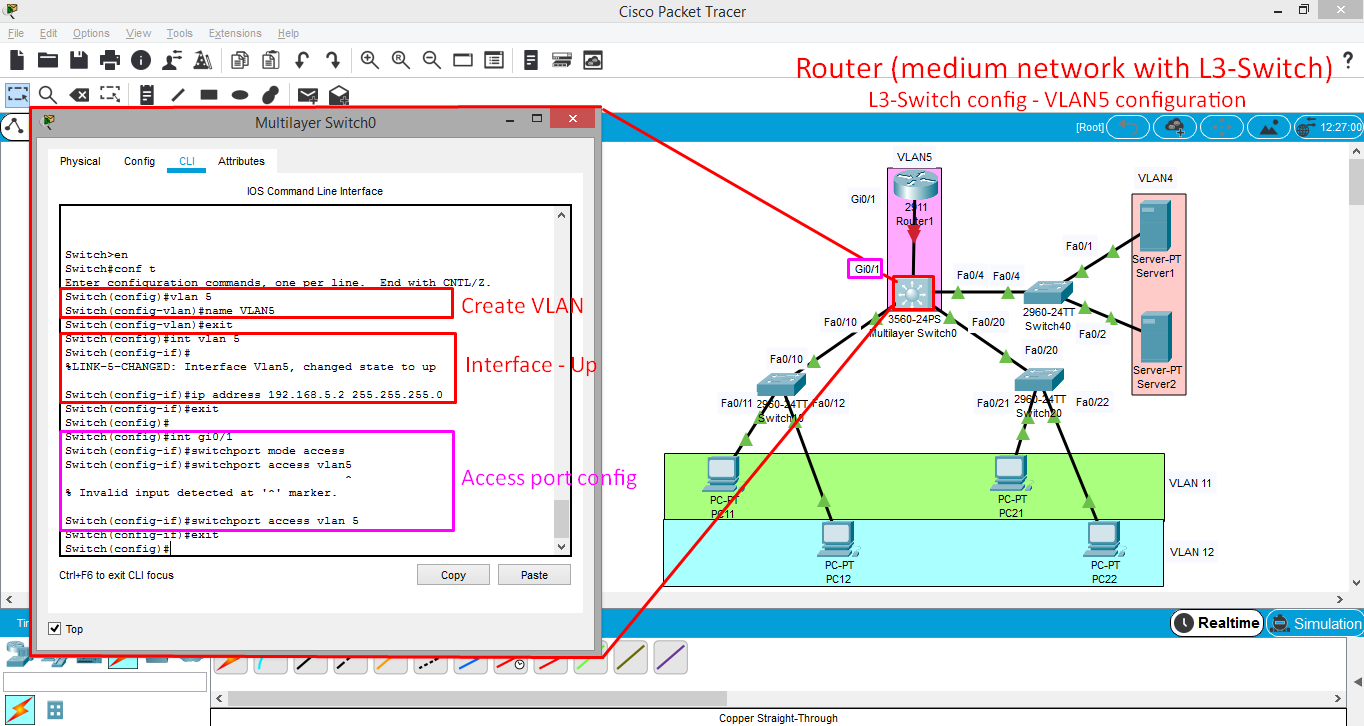 Cisco Packet Tracer
File Edit Options View Tools Extensions Help
Router (medium network with L3-Switch)
L3-Switch config - VLAN5 configuration
?
[Root]
12:27:00
Multilayer Switch0
Physical Config CLI Attributes
IOS Command Line Interface
Switch>en
Switch#conf t
Enter configuration commands, one per line. End with CNTL/Z.
Switch(config)#vlan 5
Switch(config-vlan)#name VLAN5
Switch(config-vlan)#exit
Switch(config)#int vlan 5
Switch(config-if)#
%LINK-5-CHANGED: Interface Vlan5, changed state to up
Switch(config-if)#ip address 192.168.5.2 255.255.255.0
Switch(config-if)#exit
Switch(config)#
Switch(config)#int gi0/1
Switch(config-if)#switchport mode access
Switch(config-if)#switchport access vlan5
^
% Invalid input detected at '^' marker.
Switch(config-if)#switchport access vlan 5
Switch(config-if)#exit
Switch(config)#
Create VLAN
Interface - Up
Access port config
Ctrl+F6 to exit CLI focus
Copy
Paste
Top
VLAN5
Gi0/1
2911
Router1
Gi0/1
3560-24PS
Multilayer Switch0
VLAN4
Fa0/1
Server-PT
Server1
Fa0/4
Fa0/4
2960-24TT
Switch40
Fa0/2
Server-PT
Server2
Fa0/10
Fa0/20
Fa0/10
Fa0/20
2960-24TT
Fa0/11
Fa0/12
2960-24TT
Switch20
Fa0/21
Fa0/22
PC-PT
PC11
PC-PT
PC21
VLAN 11
PC-PT
PC12
PC-PT
PC22
VLAN 12
Realtime
Simulation
Copper Straight-Through